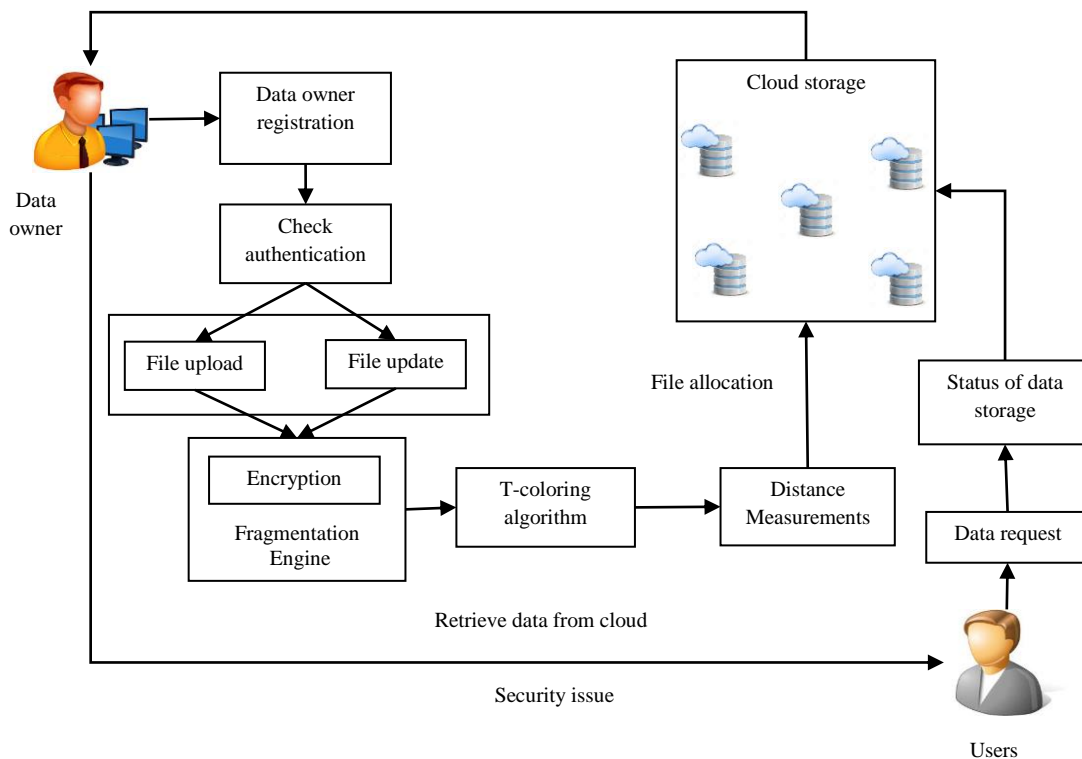 Cloud storage
Data owner
registration
Data
owner
Check
authentication
File upload
File update
File allocation
Status of data
storage
Encryption
Fragmentation
Engine
T-coloring
algorithm
Distance
Measurements
Data request
Retrieve data from cloud
Security issue
Users